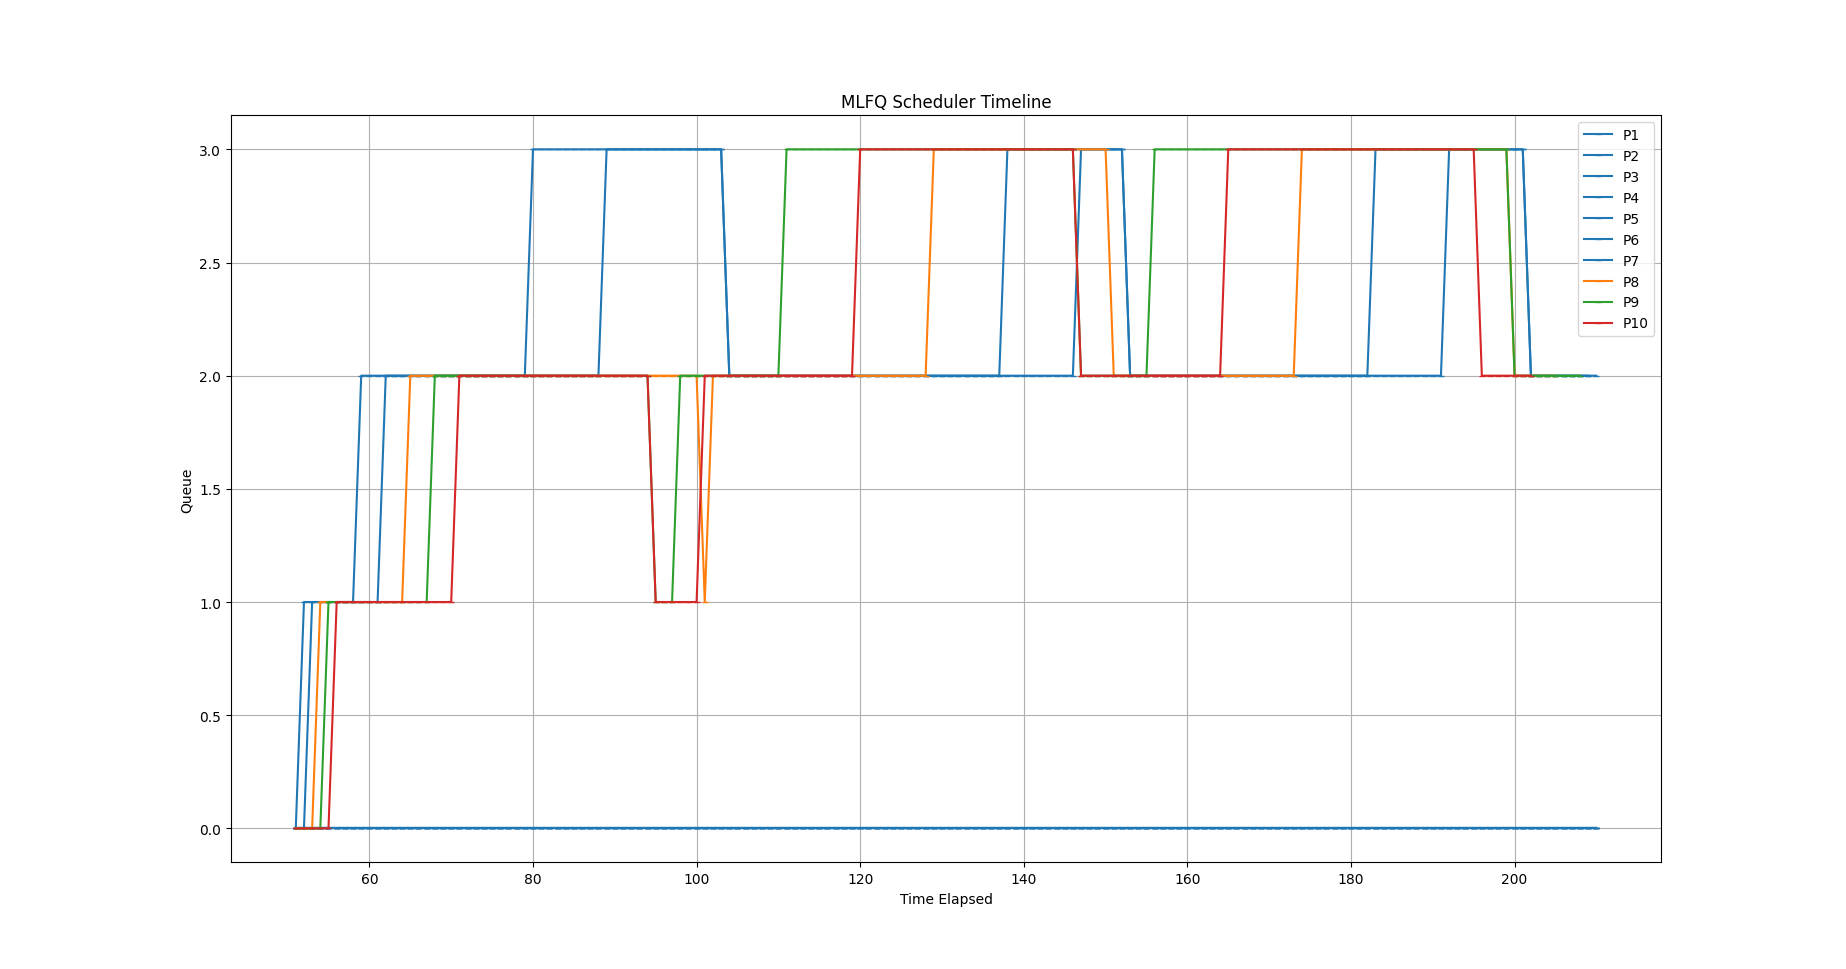 MLFQ Scheduler Timeline
3.0
2.5
2.0
1.5
1.0
0.5
0.0
Queue
60 80 100 120 140 160 180 200
Time Elapsed
P1
P2
P3
P4
P5
P6
P7
P8
P9
P10